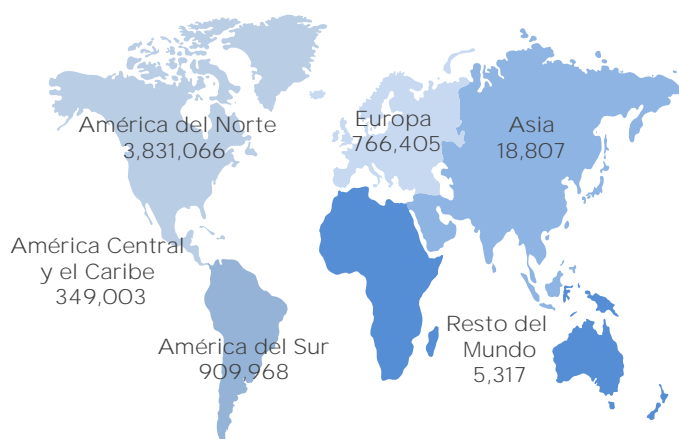 América del Norte
3,831,066
Europa
766,405
Asia
18,807
América Central
y el Caribe
349,003
América del Sur
909,968
Resto del
Mundo
5,317